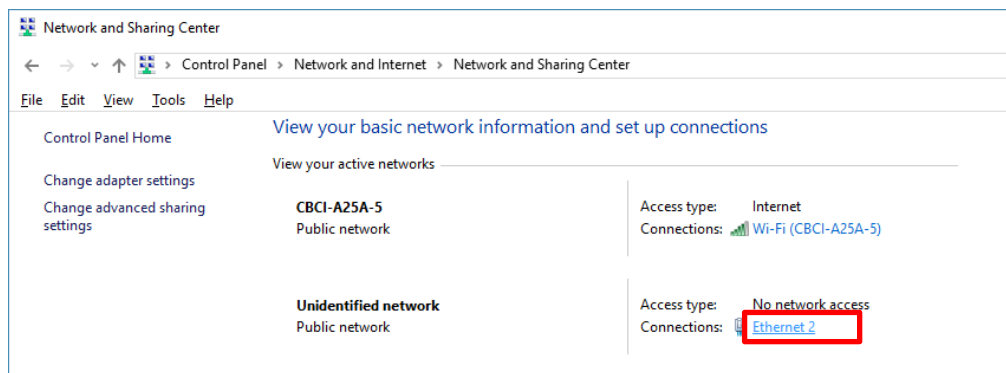 Network and Sharing Center
Control Panel > Network and Internet > Network and Sharing Center
File Edit View Tools Help
Control Panel Home
Change adapter settings
Change advanced sharing
settings
View your basic network information and set up connections
View your active networks
CBCI-A25A-5
Public network
Access type: Internet
Connections: Wi-Fi (CBCI-A25A-5)
Unidentified network
Public network
Access type: No network access
Connections: Ethernet 2